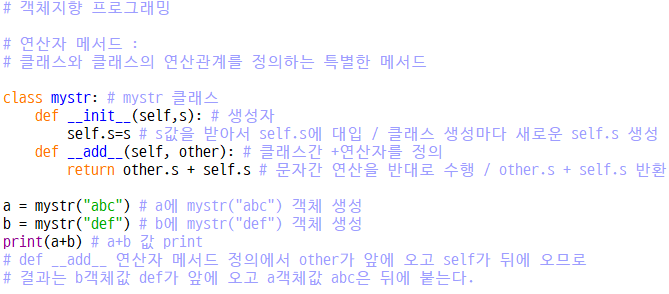 # 객체지향 프로그래밍
# 연산자 메서드 :
# 클래스와 클래스의 연산관계를 정의하는 특별한 메서드
class mystr: # mystr 클래스
    def __init__(self,s): # 생성자
        self.s=s # s값을 받아서 self.s에 대입 / 클래스 생성마다 새로운 self.s 생성
    def __add__(self, other): # 클래스간 +연산자를 정의
        return other.s + self.s # 문자간 연산을 반대로 수행 / other.s + self.s 반환
a = mystr("abc") # a에 mystr("abc") 객체 생성
b = mystr("def") # b에 mystr("def") 객체 생성
print(a+b) # a+b 값 print
# def __add__ 연산자 메서드 정의에서 other가 앞에 오고 self가 뒤에 오므로
# 결과는 b객체값 def가 앞에 오고 a객체값 abc은 뒤에 붙는다.